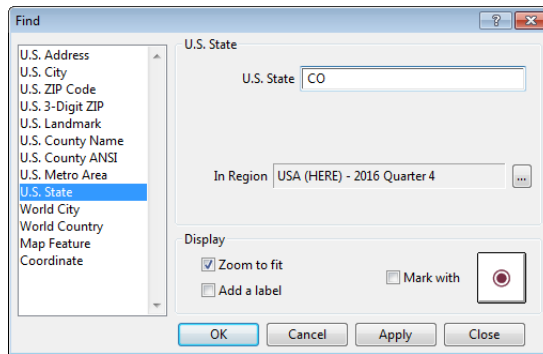 Find
U.S. Address
U.S. City
U.S. ZIP Code
U.S. 3-Digit ZIP
U.S. Landmark
U.S. County Name
U.S. County ANSI
U.S. Metro Area
U.S. State
World City
World Country
Map Feature
Coordinate
U.S. State
U.S. State CO
In Region USA (HERE) - 2016 Quarter 4 ...
Display
Zoom to fit
Add a label
Mark with
OK Cancel Apply Close